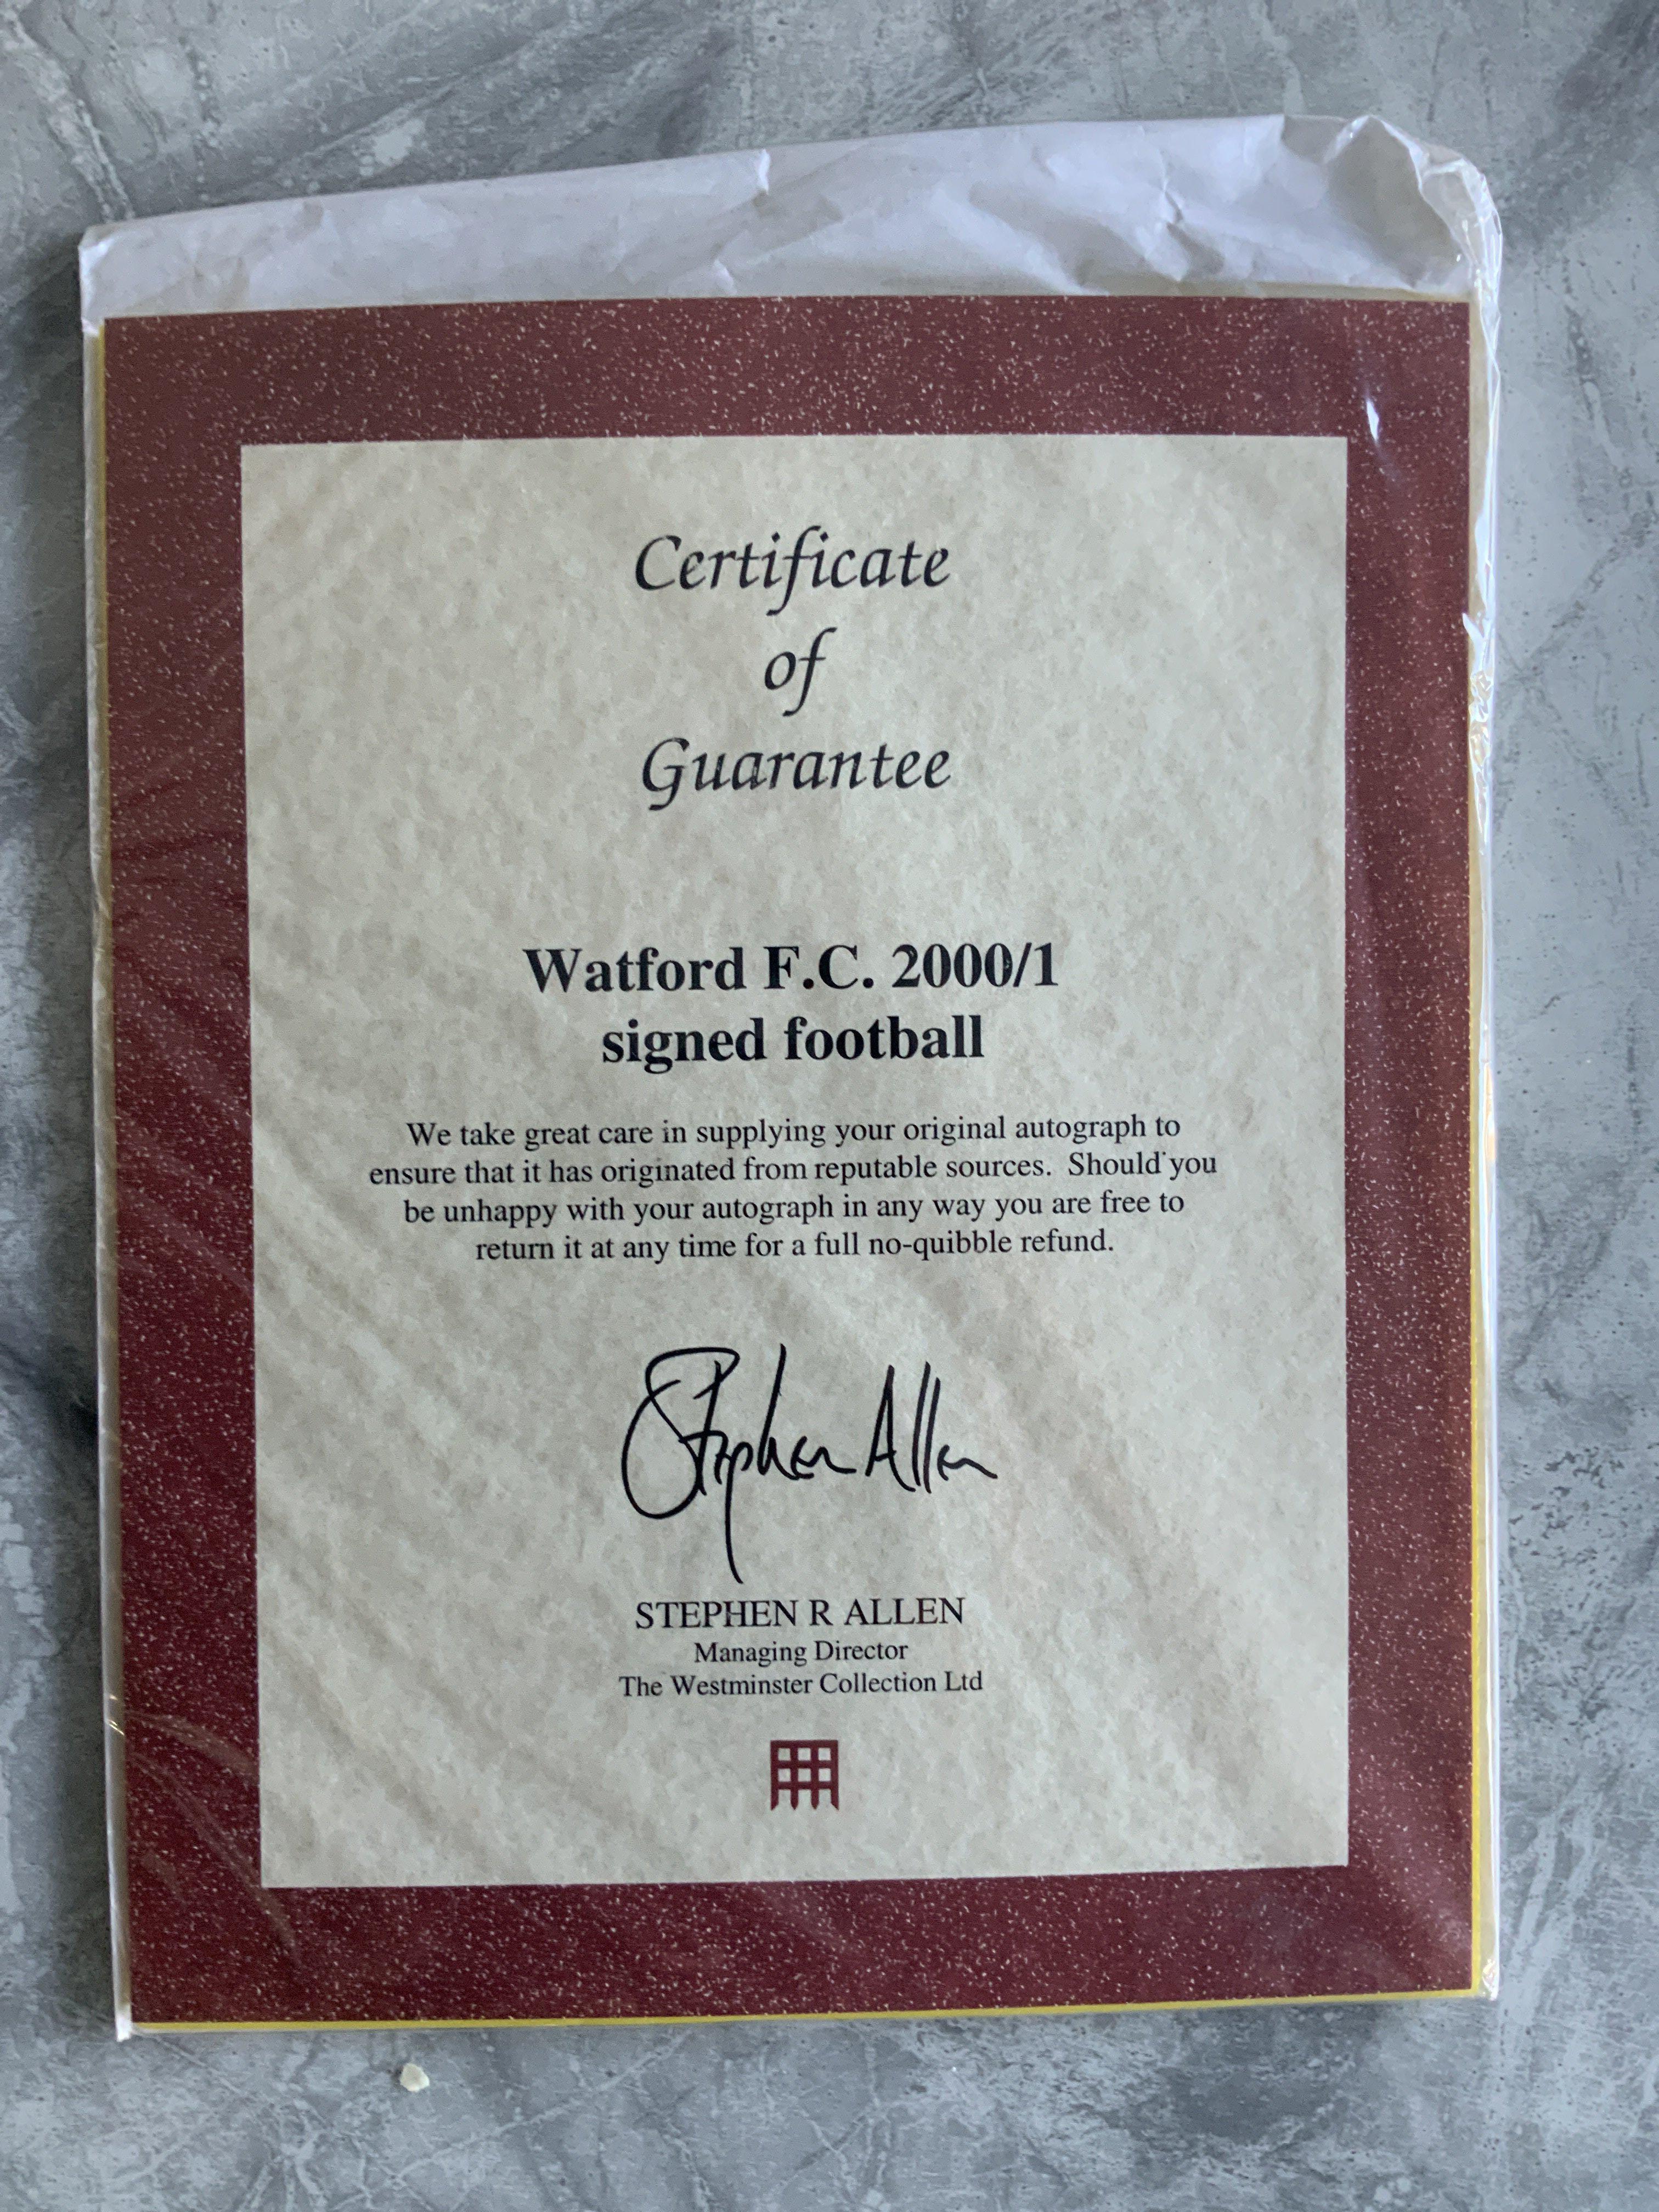 Certificate
of
Guarantee
Watford F.C. 2000/1
signed football
We take great care in supplying your original autograph to
ensure that it has originated from reputable sources. Should you
be unhappy with your autograph in any way you are free to
return it at any time for a full no-quibble refund.
Stephen Allen
STEPHEN R ALLEN
Managing Director
The Westminster Collection Ltd